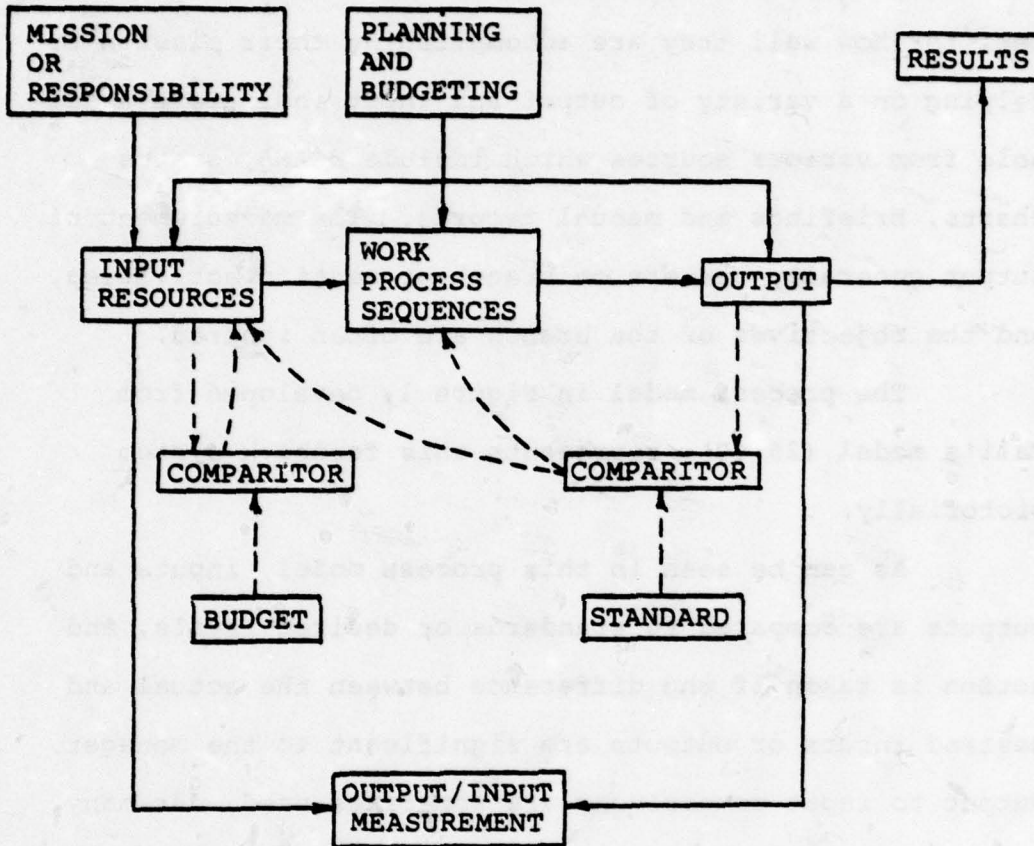 MISSION
OR
RESPONSIBILITY
PLANNING
AND
BUDGETING
RESULTS
INPUT
RESOURCES
WORK
PROCESS
SEQUENCES
OUTPUT
COMPARITOR
COMPARITOR
BUDGET
STANDARD
OUTPUT/INPUT
MEASUREMENT